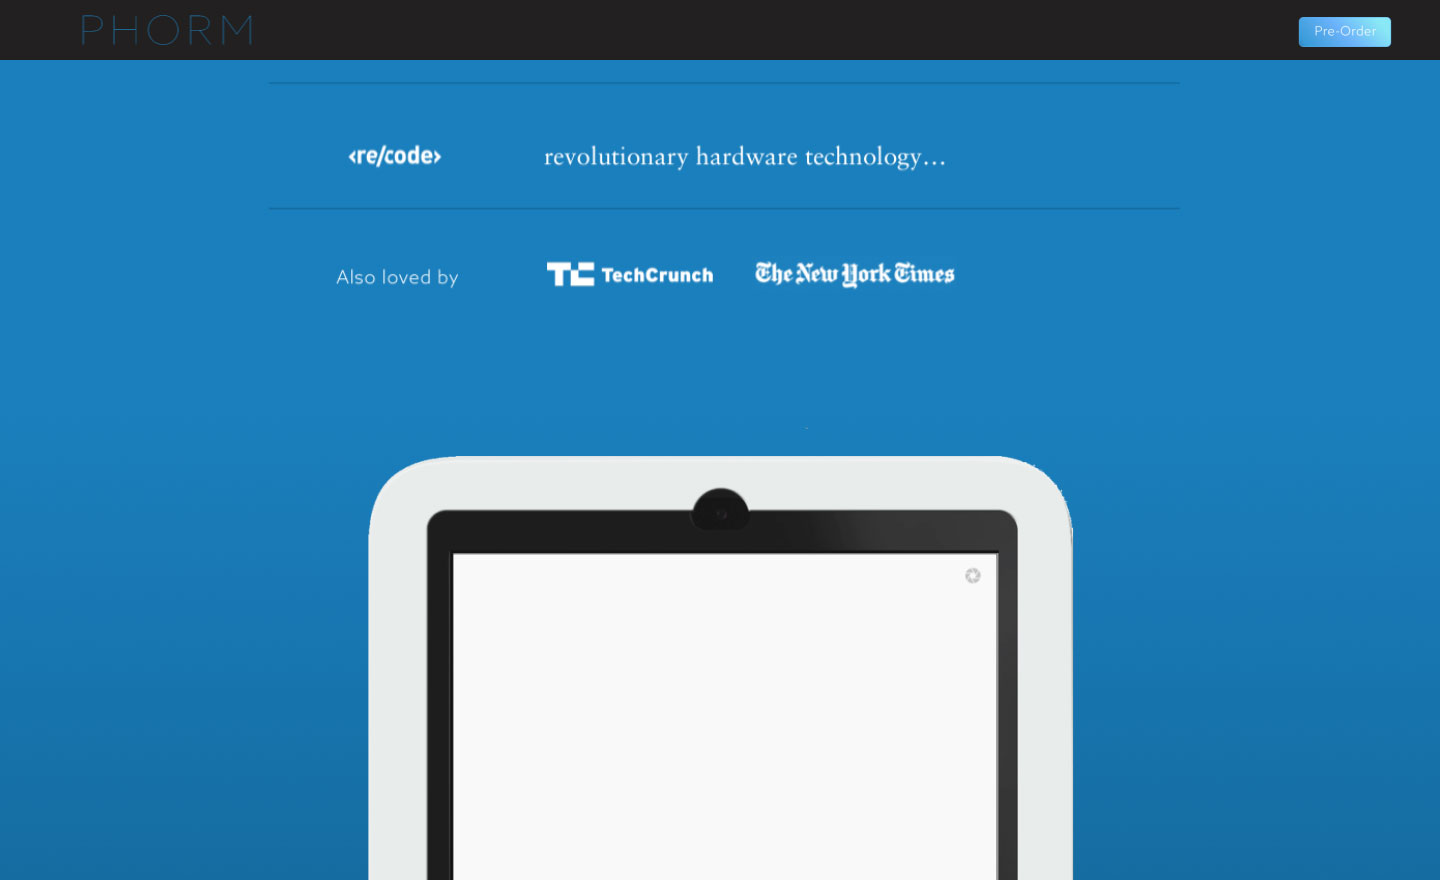 PHORM
Pre-Order
<re/code>
revolutionary hardware technology...
Also loved by
TC TechCrunch
The New York Times